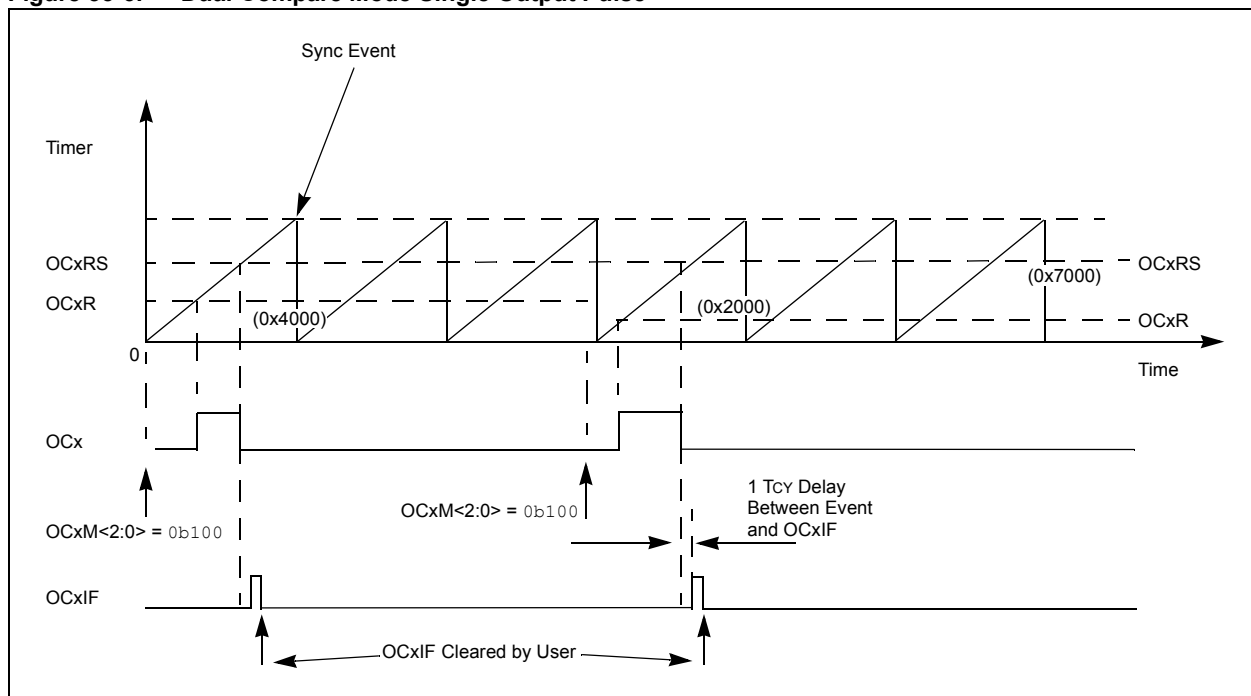 Figure
Dual Compare Mode Single Output Pulse
Sync Event
Timer
OCxRS
OCxR
0
(0x4000)
(0x2000)
(0x7000)
OCxRS
OCxR
Time
OCx
OCxM<2:0> = 0b100
OCxM<2:0> = 0b100
1 TCY Delay
Between Event
and OCxIF
OCxIF
OCxIF Cleared by User